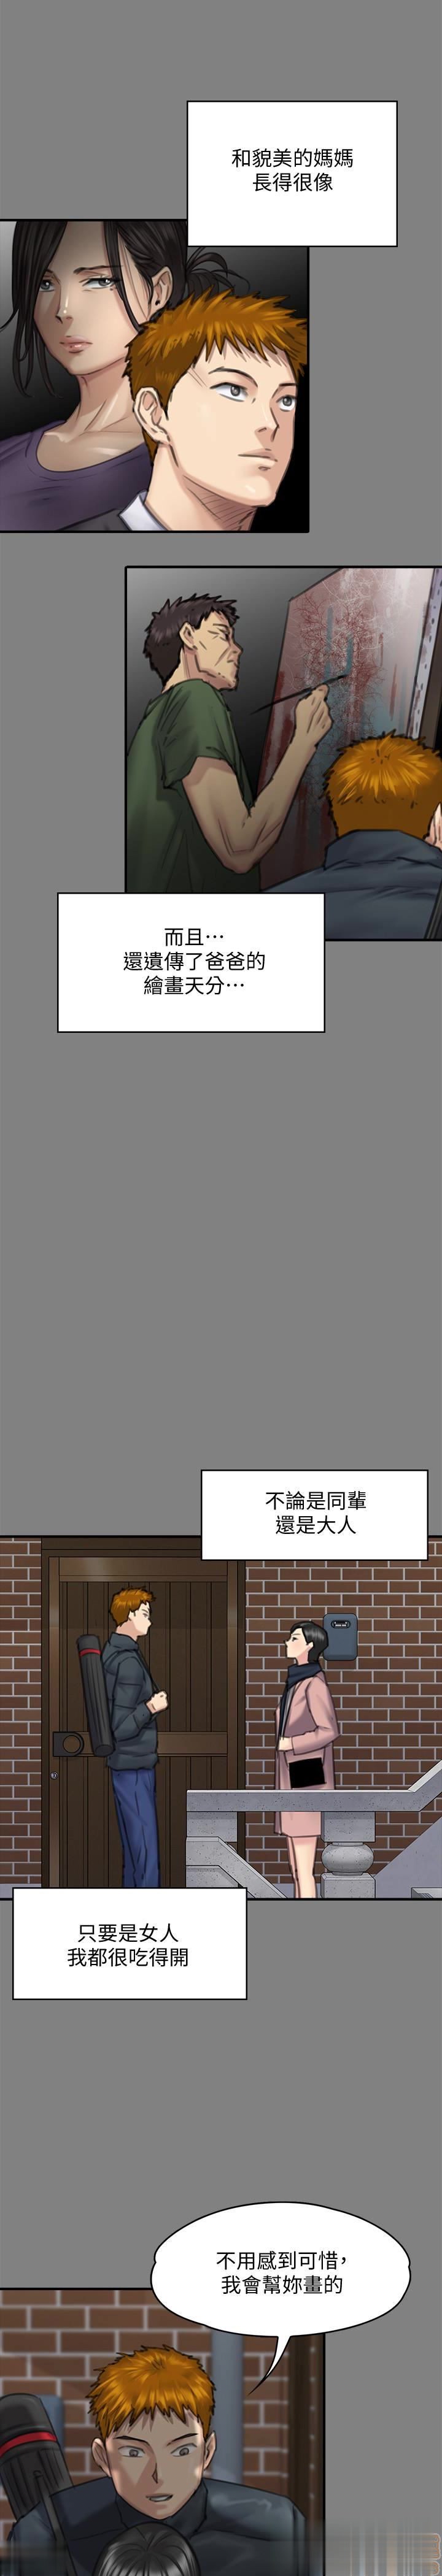 和貌美的媽媽
長得很像
而且⋯
還遺傳了爸爸的
繪畫天分⋯
不論是同輩
還是大人
只要是女人
我都很吃得開
不用感到可惜，
我會幫妳畫的